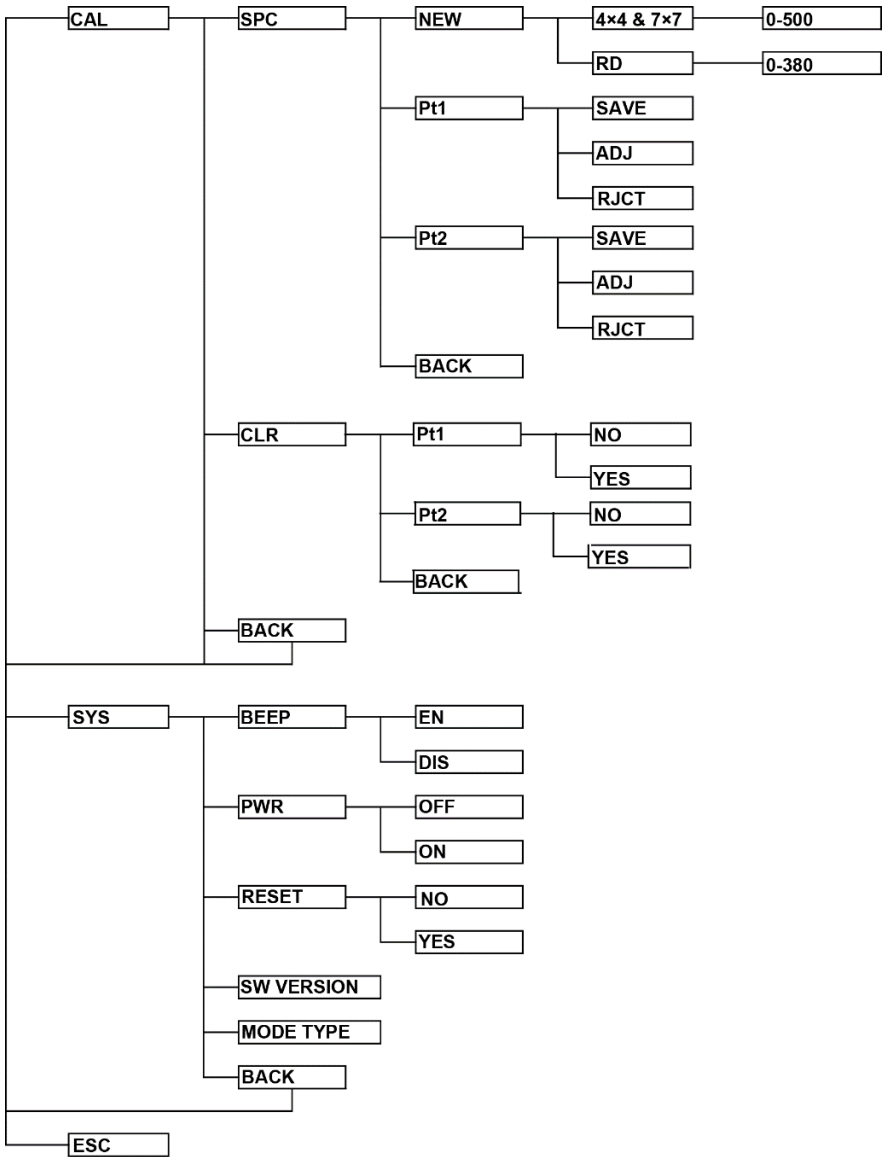 CAL SPC NEW 4×4 & 7×7 0-500
RD 0-380
Pt1 SAVE
ADJ
RJCT
Pt2 SAVE
ADJ
RJCT
BACK
CLR Pt1 NO
YES
Pt2 NO
YES
BACK
BACK
SYS BEEP EN
DIS
PWR OFF
ON
RESET NO
YES
SW VERSION
MODE TYPE
BACK
ESC